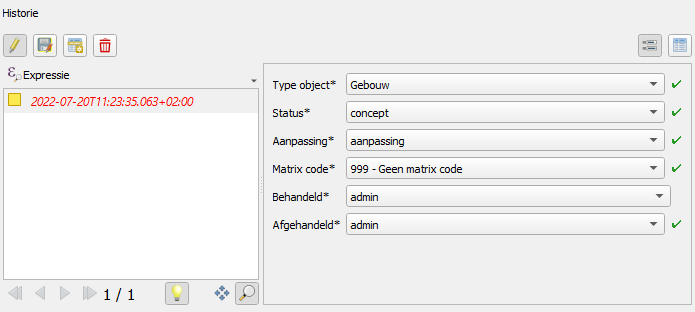 Historie
Expressie
2022-07-20T11:23:35.063+02:00
1 / 1
Type object* Gebouw
Status* concept
Aanpassing* aanpassing
Matrix code* 999 - Geen matrix code
Behandeld* admin
Afgehandeld* admin